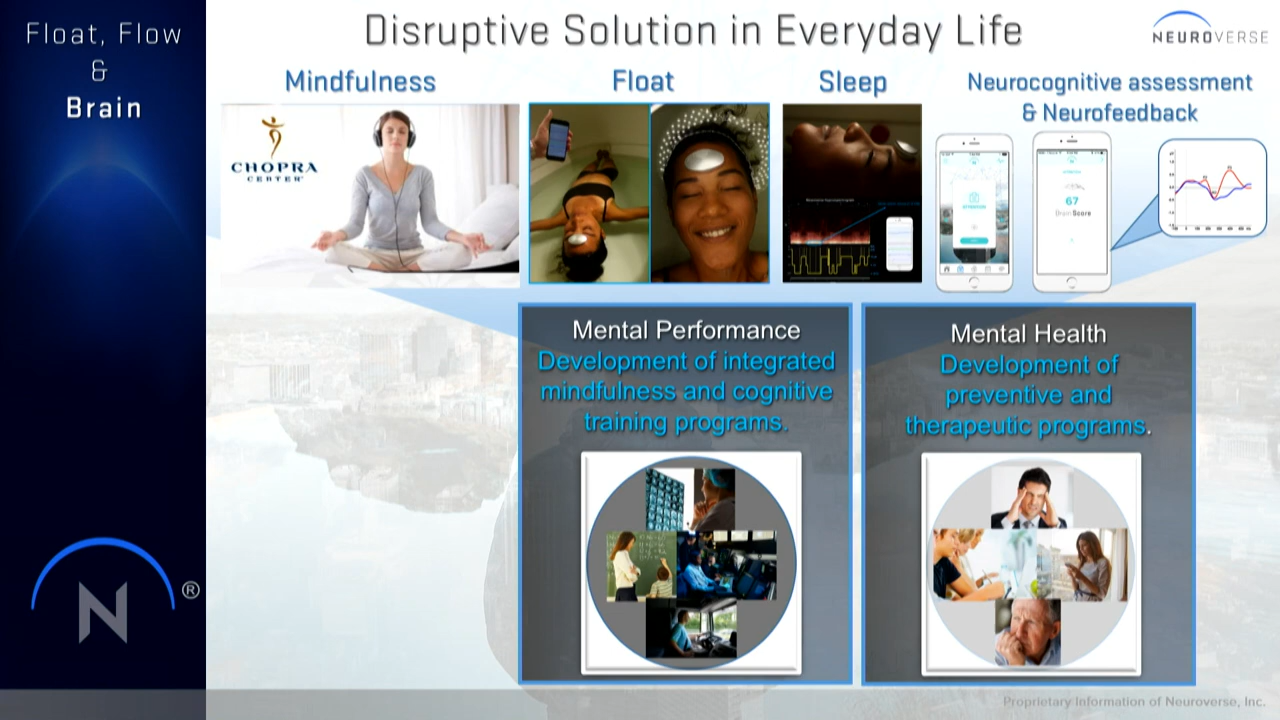 Float, Flow
&
Brain
Disruptive Solution in Everyday Life
NEUROVERSE
Mindfulness
Float
Sleep
Neurocognitive assessment
& Neurofeedback
CHOPRA
CENTER
67
Brain Score
Mental Performance
Development of integrated
mindfulness and cognitive
training programs.
Mental Health
Development of
preventive and
therapeutic programs.
N®
Proprietary Information of Neuroverse, Inc.